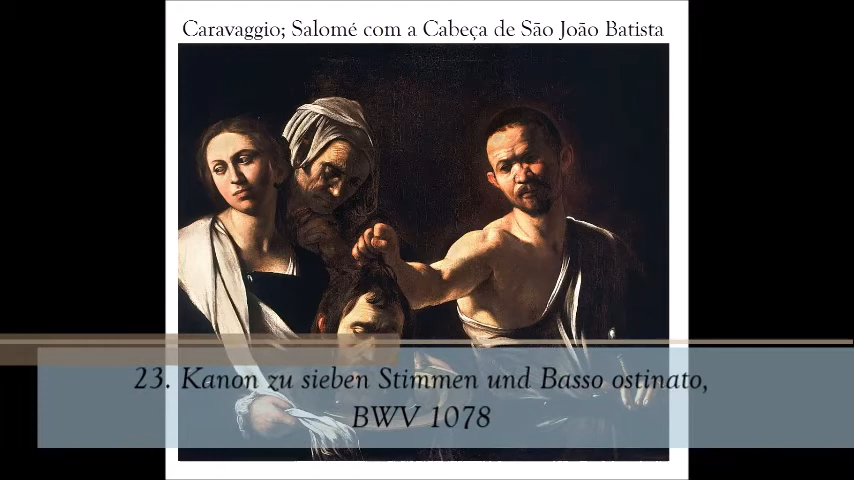 Caravaggio; Salomé com a Cabeça de São João Batista
23. Kanon zu sieben Stimmen und Basso ostinato,
BWV 1078